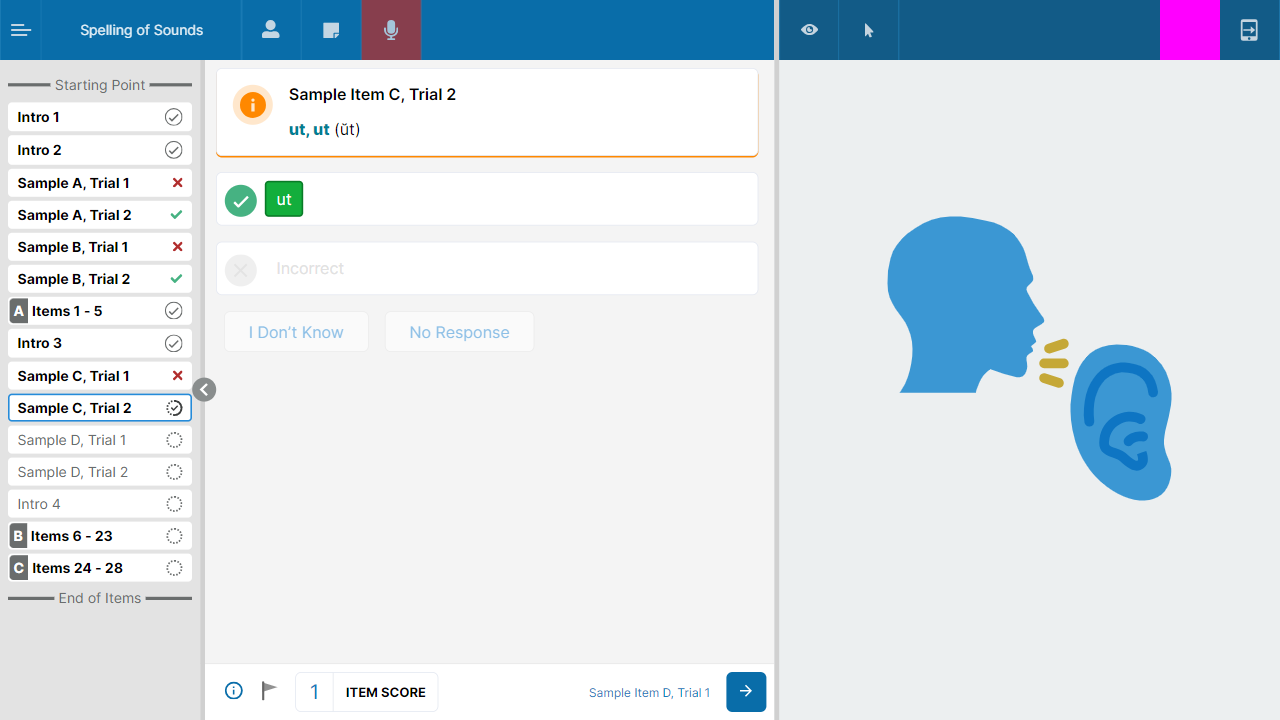 Spelling of Sounds
Starting Point
Intro 1
Intro 2
Sample A, Trial 1
Sample A, Trial 2
Sample B, Trial 1
Sample B, Trial 2
A Items 1 - 5
Intro 3
Sample C, Trial 1
Sample C, Trial 2
Sample D, Trial 1
Sample D, Trial 2
Intro 4
B Items 6 - 23
C Items 24 - 28
End of Items
Sample Item C, Trial 2
ut, ut (ŭt)
ut
Incorrect
I Don’t Know
No Response
1 ITEM SCORE
Sample Item D, Trial 1